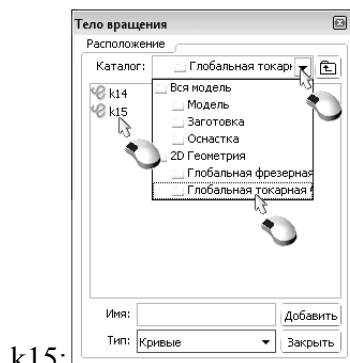 Тело вращения
Расположение
Каталог: Глобальная токарн
k14
k15
Вся модель
Модель
Заготовка
Оснастка
2D Геометрия
Глобальная фрезерная
Глобальная токарная
Имя:
Добавить
Тип: Кривые
Закрыть
k15: